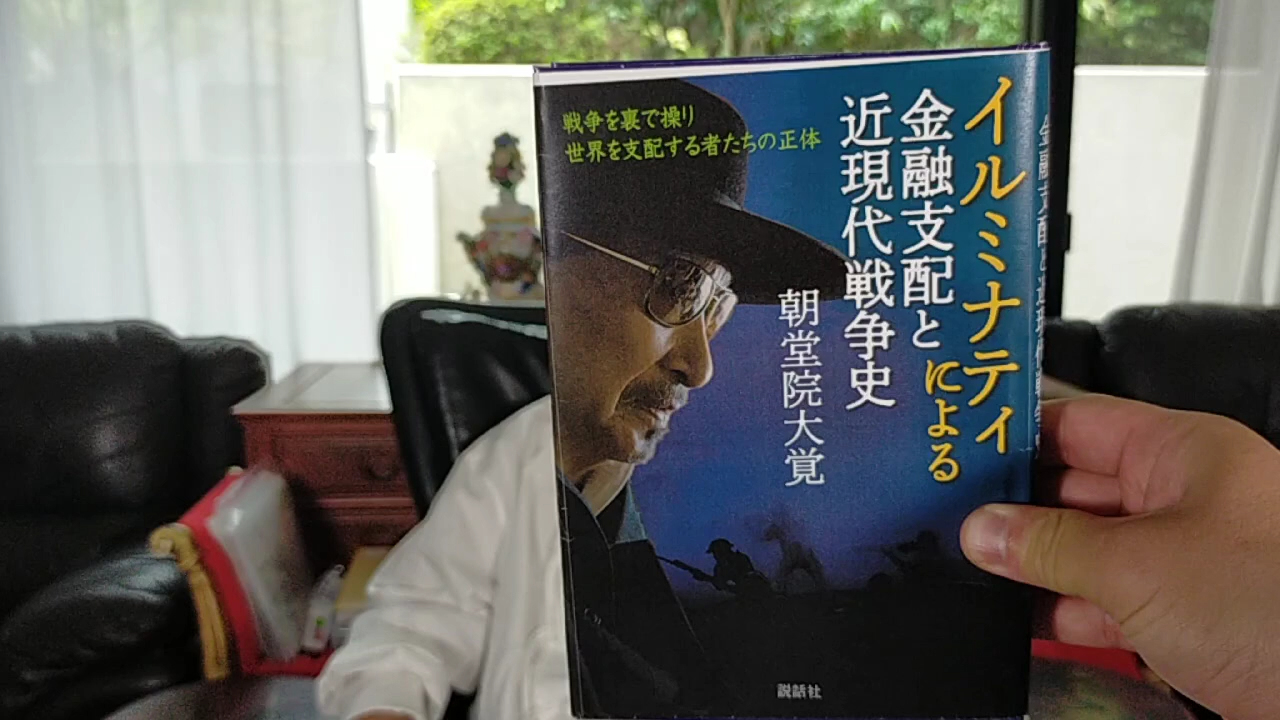 戦争を裏で操り
世界を支配する者たちの正体
イルミナティによる
金融支配と
近現代戦争史
朝堂院大覚
説話社